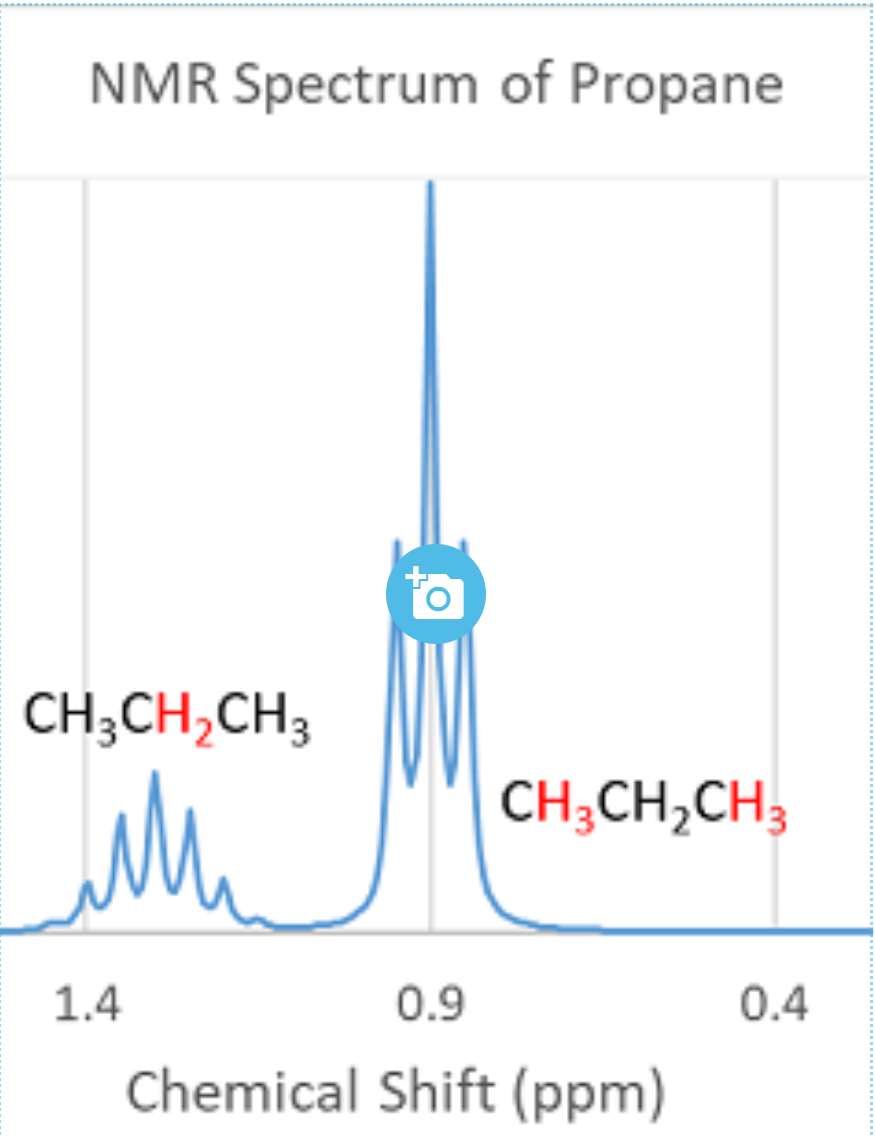 NMR Spectrum of Propane
CH₃CH₂CH₃
CH₃CH₂CH₃
1.4 0.9 0.4
Chemical Shift (ppm)